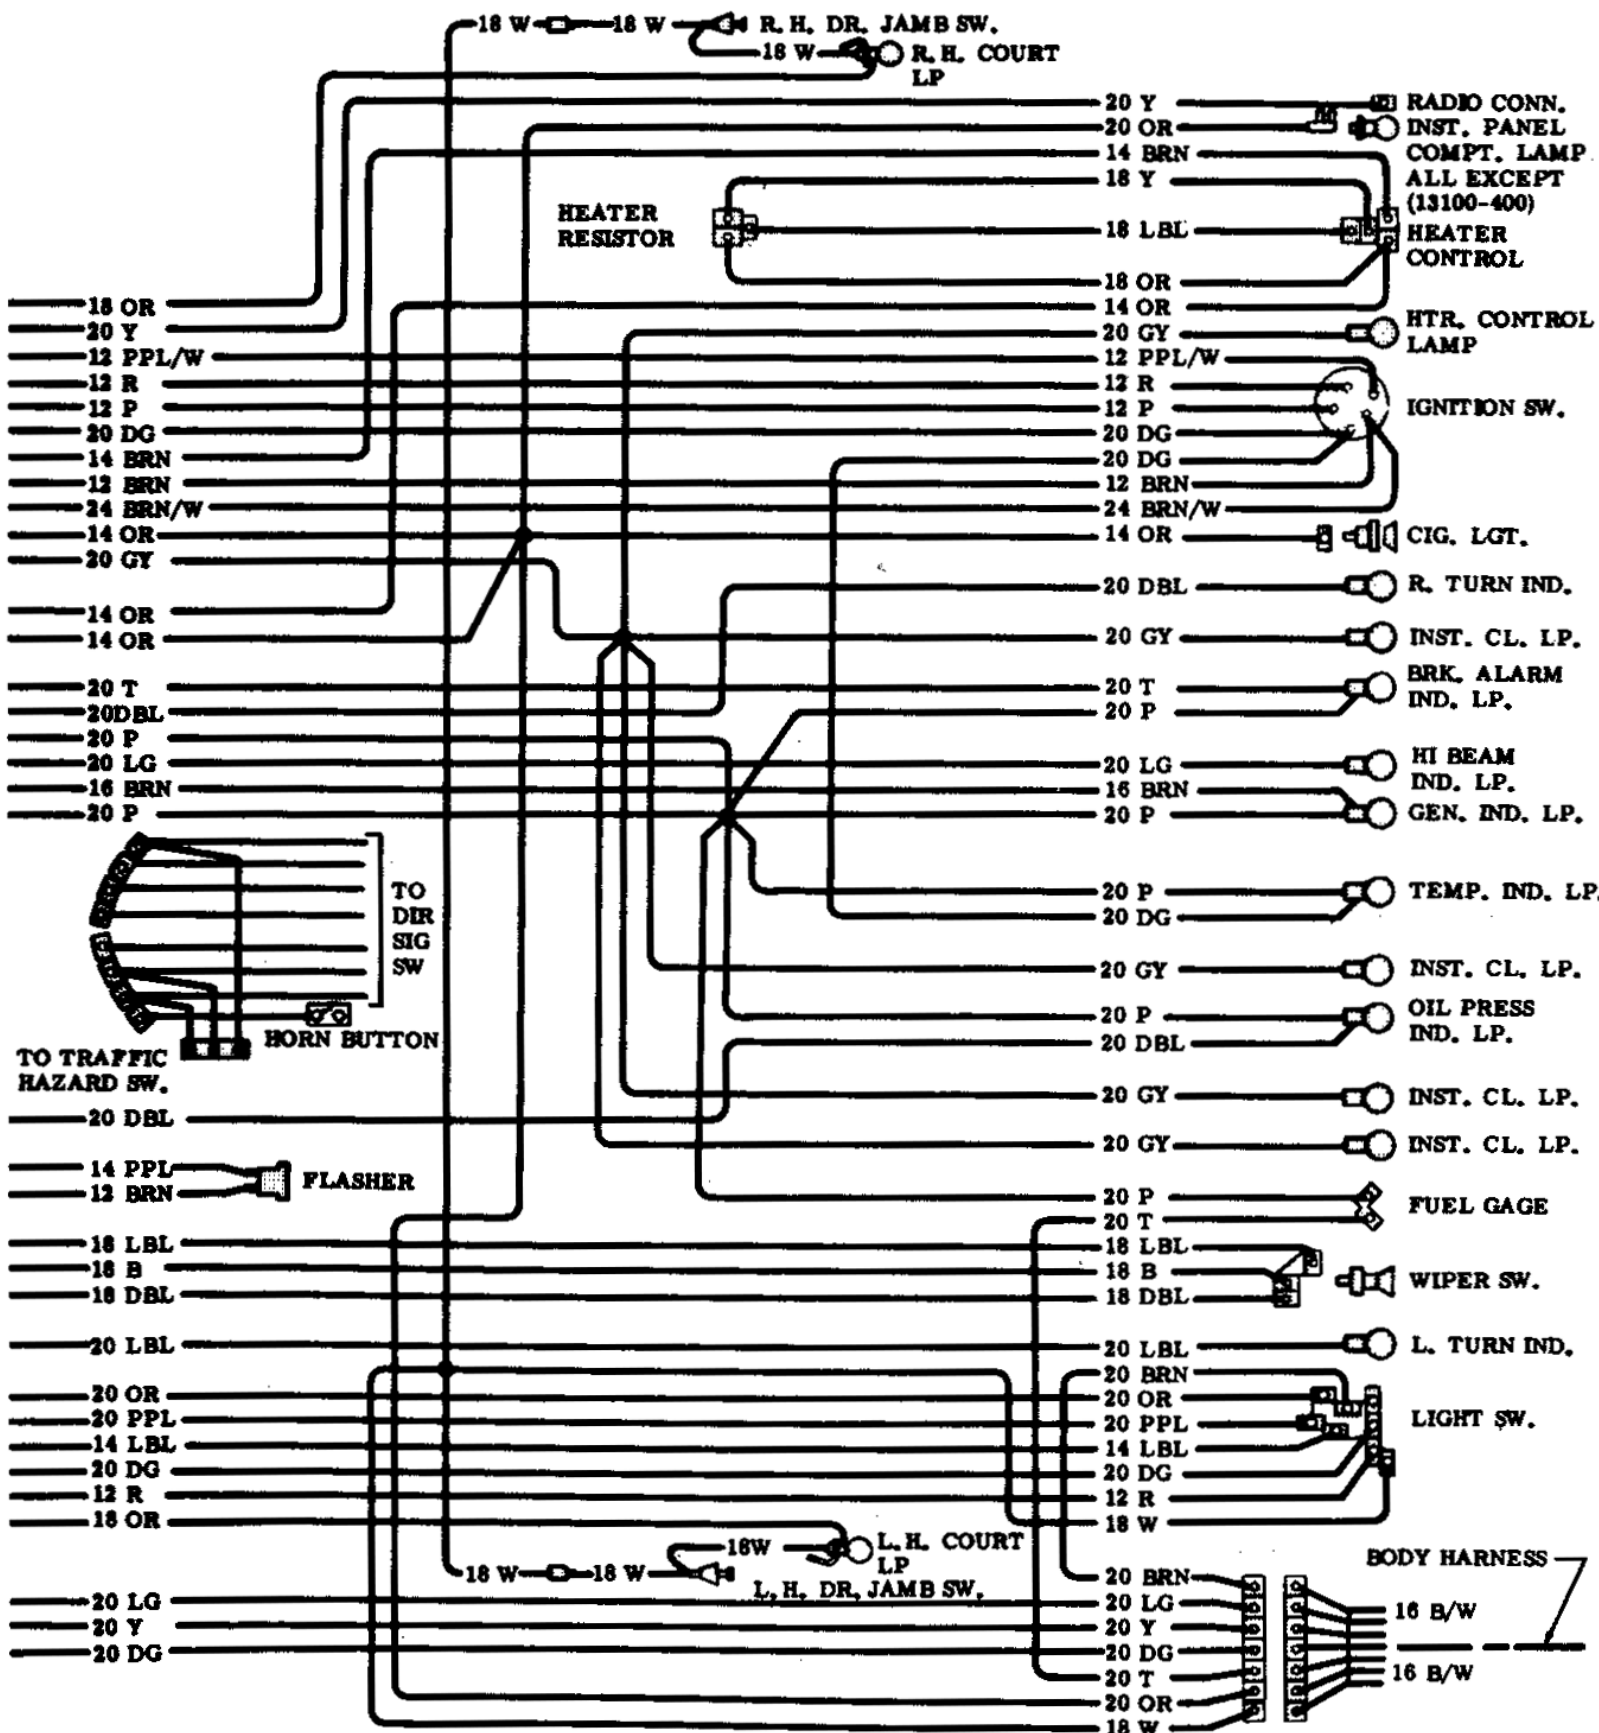 18 W 18 W R. H. DR. JAMB SW.
18 W R. H. COURT
LP
20 Y RADIO CONN.
20 OR INST. PANEL
14 BRN COMPT. LAMP
18 Y ALL EXCEPT
(13100-400)
HEATER
RESISTOR
18 LBL HEATER
CONTROL
18 OR
18 OR 14 OR
20 Y 20 GY HTR. CONTROL
LAMP
12 PPL/W 12 PPL/W
12 R 12 R
12 P 12 P IGNITION SW.
20 DG 20 DG
14 BRN 20 DG
12 BRN 12 BRN
24 BRN/W 24 BRN/W
14 OR 14 OR CIG. LGT.
20 GY
20 DBL R. TURN IND.
14 OR
14 OR 20 GY INST. CL. LP.
20 T 20 T BRK. ALARM
IND. LP.
20DBL 20 P
20 P
20 LG 20 LG HI BEAM
IND. LP.
16 BRN 16 BRN
20 P 20 P GEN. IND. LP.
TO
DIR
SIG
SW
20 P TEMP. IND. LP.
20 DG
20 GY INST. CL. LP.
20 P OIL PRESS
IND. LP.
HORN BUTTON 20 DBL
TO TRAFFIC
HAZARD SW.
20 GY INST. CL. LP.
20 DBL
20 GY INST. CL. LP.
14 PPL
12 BRN
FLASHER
20 P FUEL GAGE
20 T
18 LBL 18 LBL
18 B 18 B WIPER SW.
18 DBL 18 DBL
20 LBL 20 LBL L. TURN IND.
20 BRN
20 OR 20 OR
20 PPL 20 PPL LIGHT SW.
14 LBL 14 LBL
20 DG 20 DG
12 R 12 R
18 OR 18 W
18W L. H. COURT
LP
18 W 18 W L. H. DR. JAMB SW.
BODY HARNESS
20 BRN
20 LG 20 LG 16 B/W
20 Y 20 Y
20 DG 20 DG
20 T 16 B/W
20 OR
18 W